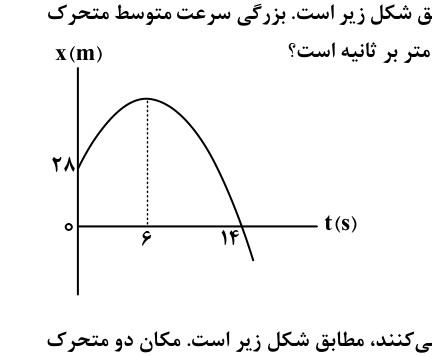 ق شکل زیر است. بزرگی سرعت متوسط متحرک
متر بر ثانیه است؟
x(m)
۲۸
۰
۶
۱۴
t(s)
ی‌کنند، مطابق شکل زیر است. مکان دو متحرک